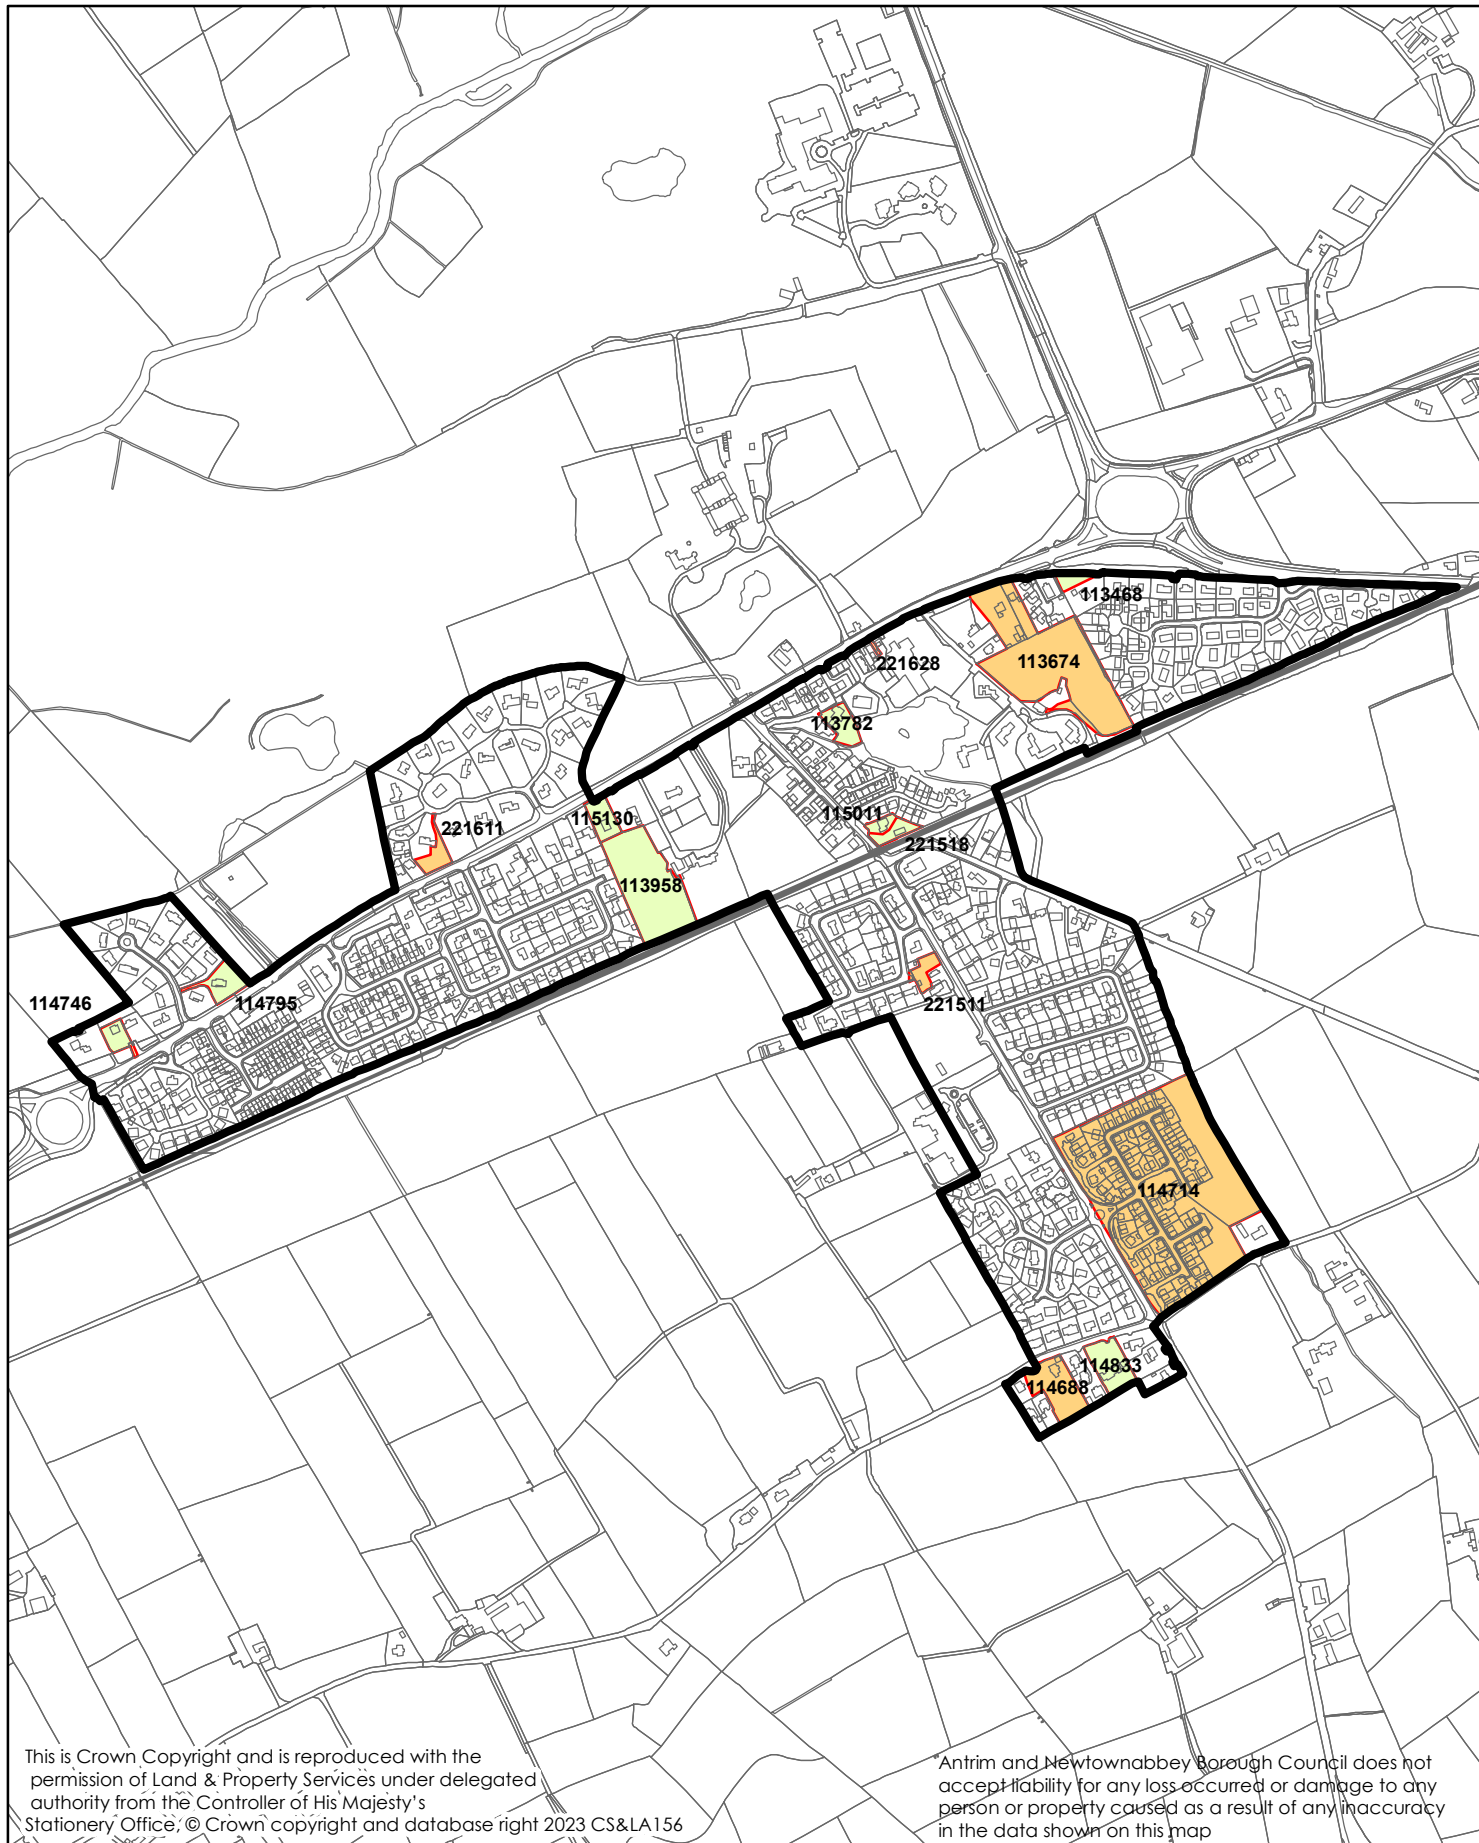 113468
221628
113674
113782
115130
115011
221611
221518
113958
114746
114795
221511
114714
114833
114688
This is Crown Copyright and is reproduced with the
permission of Land & Property Services under delegated
authority from the Controller of His Majesty's
Stationery Office, © Crown copyright and database right 2023 CS&LA156
Antrim and Newtownabbey Borough Council does not
accept liability for any loss occurred or damage to any
person or property caused as a result of any inaccuracy
in the data shown on this map